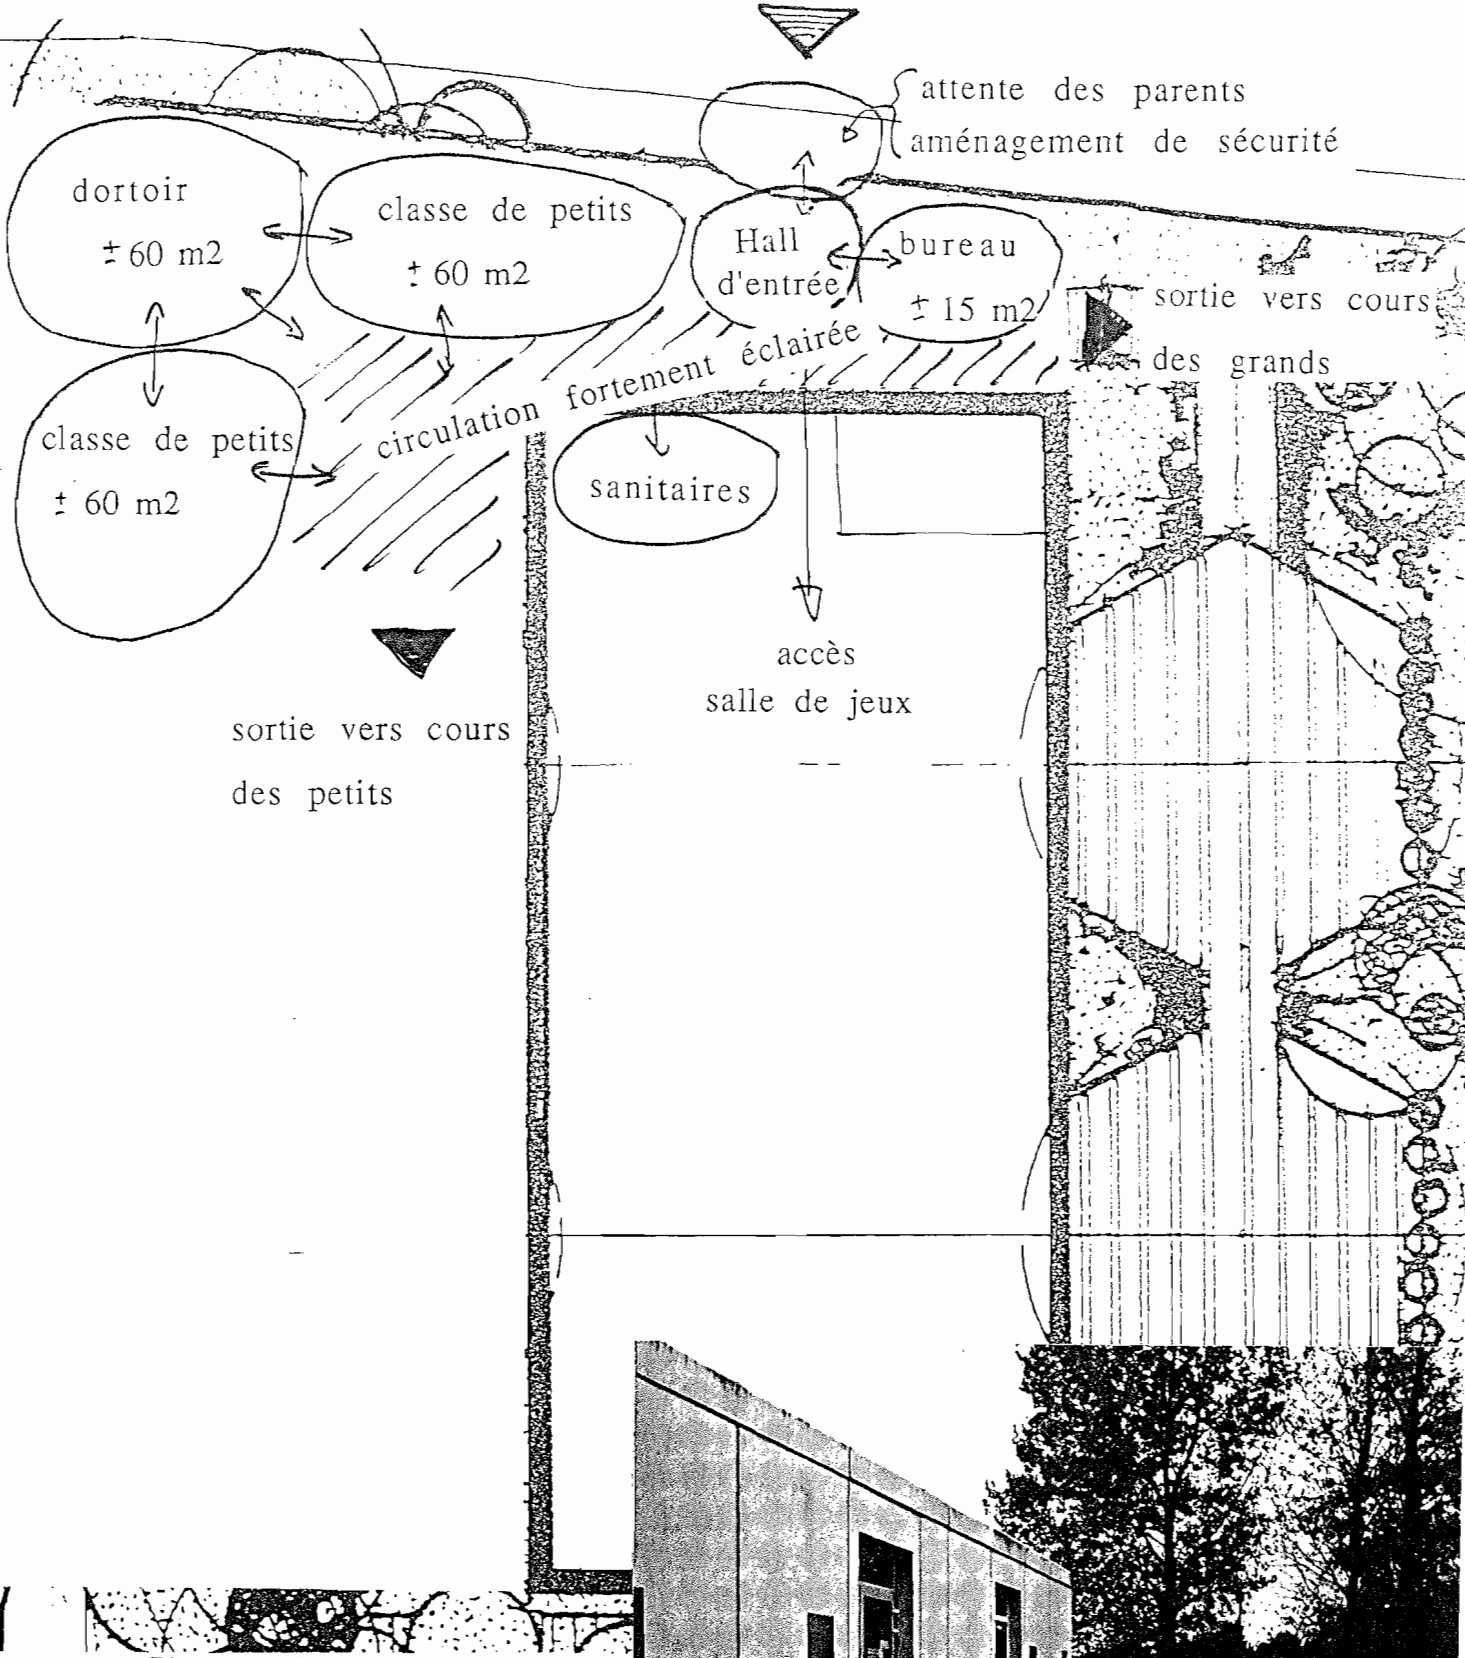 attente des parents
aménagement de sécurité
dortoir
± 60 m2
classe de petits
± 60 m2
Hall
d'entrée
bureau
± 15 m2
sortie vers cours
des grands
circulation fortement éclairée
classe de petits
± 60 m2
sanitaires
accès
salle de jeux
sortie vers cours
des petits